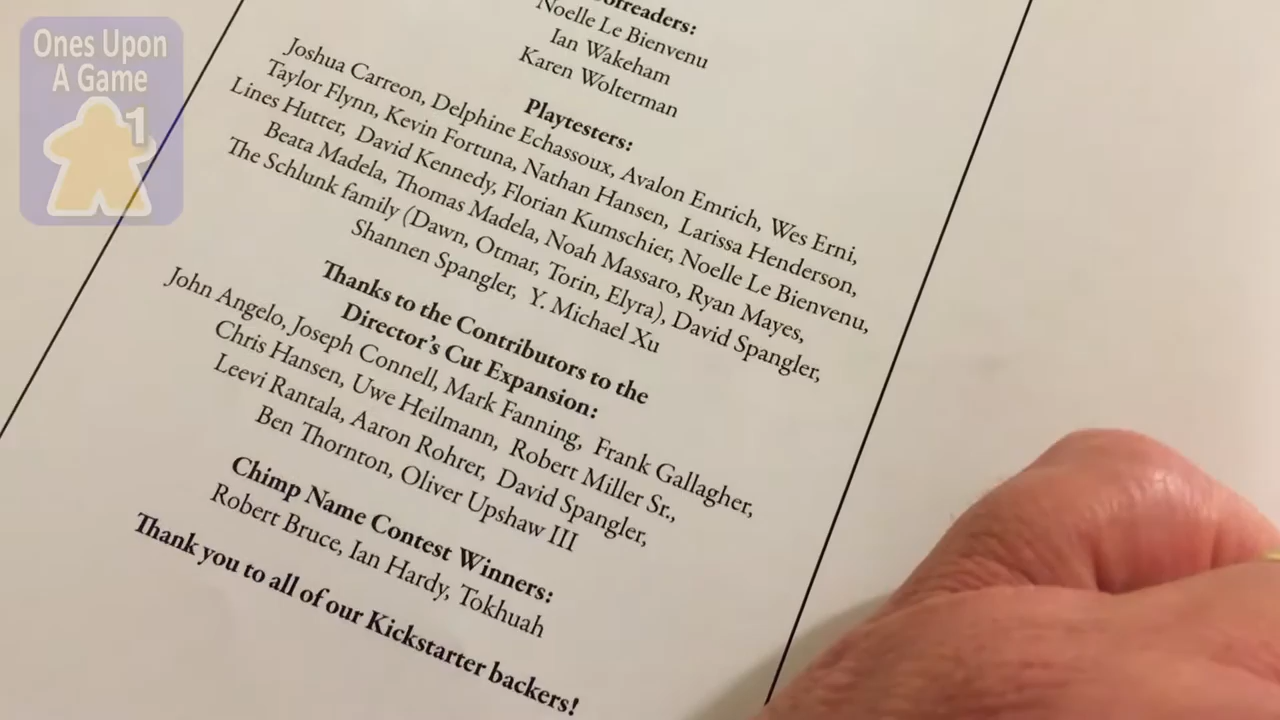 Ones Upon
A Game
1
Noelle Le Bienvenu
Ian Wakeham
Karen Wolterman
Playtesters:
Joshua Carreon, Delphine Echassoux, Avalon Emrich, Wes Erni,
Taylor Flynn, Kevin Fortuna, Nathan Hansen, Larissa Henderson,
Lines Hutter, David Kennedy, Florian Kumschier, Noelle Le Bienvenu,
Beata Madela, Thomas Madela, Noah Massaro, Ryan Mayes,
The Schlunk family (Dawn, Otmar, Torin, Elyra), David Spangler,
Shannen Spangler, Y. Michael Xu
Thanks to the Contributors to the
Director's Cut Expansion:
John Angelo, Joseph Connell, Mark Fanning, Frank Gallagher,
Chris Hansen, Uwe Heilmann, Robert Miller Sr.,
Leevi Rantala, Aaron Rohrer, David Spangler,
Ben Thornton, Oliver Upshaw III
Chimp Name Contest Winners:
Robert Bruce, Ian Hardy, Tokhuah
Thank you to all of our Kickstarter backers!